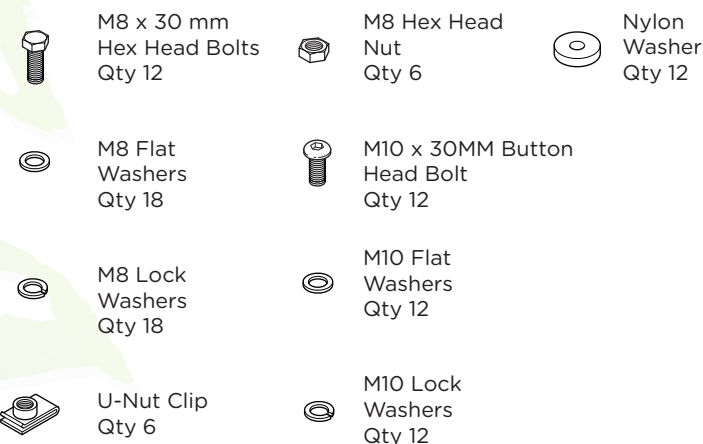 M8 x 30 mm
Hex Head Bolts
Qty 12
M8 Flat
Washers
Qty 18
M8 Lock
Washers
Qty 18
U-Nut Clip
Qty 6
M8 Hex Head
Nut
Qty 6
M10 x 30MM Button
Head Bolt
Qty 12
M10 Flat
Washers
Qty 12
M10 Lock
Washers
Qty 12
Nylon
Washer
Qty 12